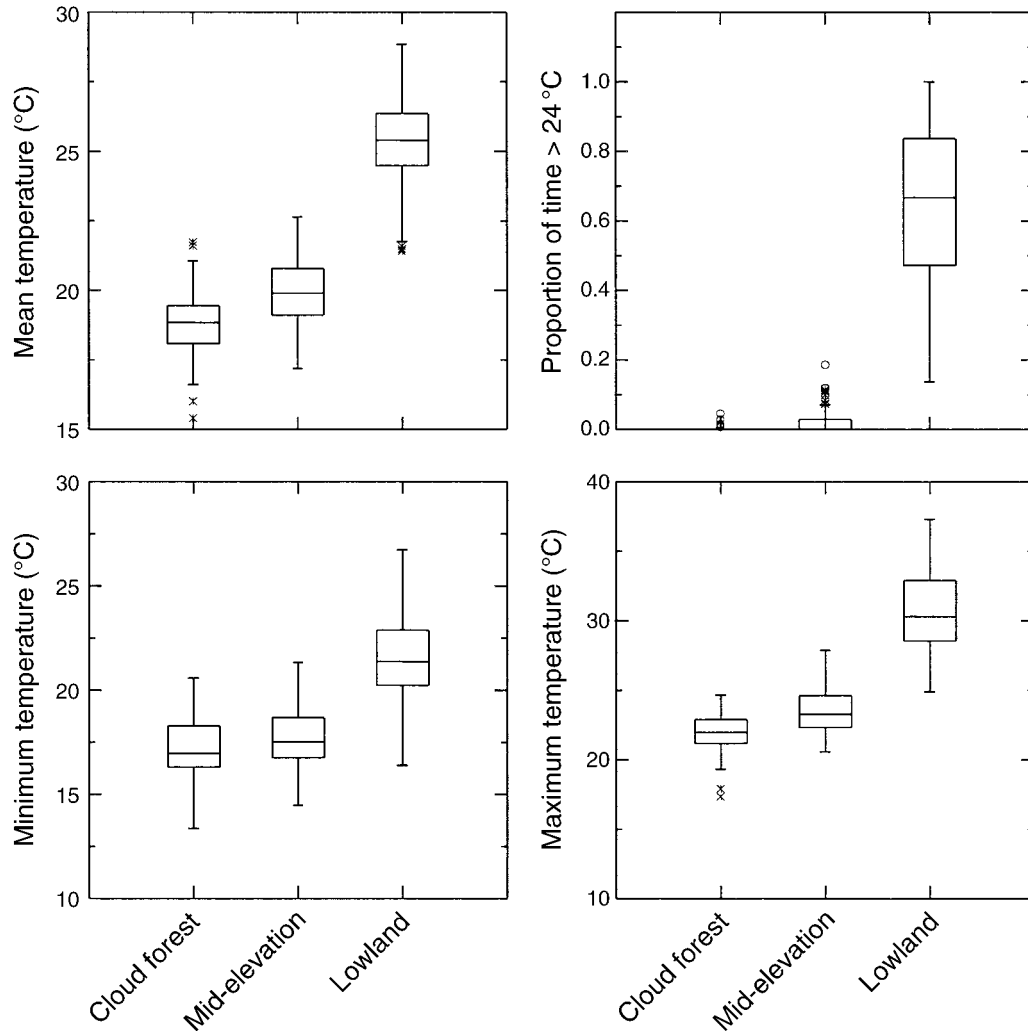 Mean temperature (°C)
30
25
20
15
Proportion of time > 24 °C
1.0
0.8
0.6
0.4
0.2
0.0
Minimum temperature (°C)
30
25
20
15
10
Maximum temperature (°C)
40
30
20
10
Cloud forest
Mid-elevation
Lowland
Cloud forest
Mid-elevation
Lowland